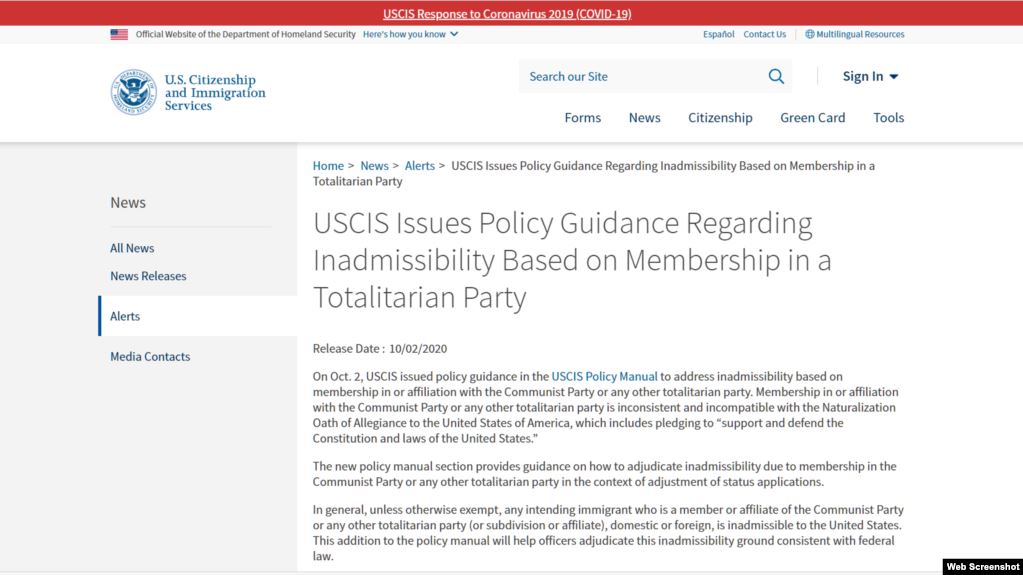 USCIS Response to Coronavirus 2019 (COVID-19)
Official Website of the Department of Homeland Security Here's how you know
Español Contact Us Multilingual Resources
U.S. Citizenship
and Immigration
Services
Search our Site
Sign In
Forms News Citizenship Green Card Tools
News
All News
News Releases
Alerts
Media Contacts
Home > News > Alerts > USCIS Issues Policy Guidance Regarding Inadmissibility Based on Membership in a
Totalitarian Party
USCIS Issues Policy Guidance Regarding
Inadmissibility Based on Membership in a
Totalitarian Party
Release Date : 10/02/2020
On Oct. 2, USCIS issued policy guidance in the USCIS Policy Manual to address inadmissibility based on
membership in or affiliation with the Communist Party or any other totalitarian party. Membership in or affiliation
with the Communist Party or any other totalitarian party is inconsistent and incompatible with the Naturalization
Oath of Allegiance to the United States of America, which includes pledging to “support and defend the
Constitution and laws of the United States.”
The new policy manual section provides guidance on how to adjudicate inadmissibility due to membership in the
Communist Party or any other totalitarian party in the context of adjustment of status applications.
In general, unless otherwise exempt, any intending immigrant who is a member or affiliate of the Communist Party
or any other totalitarian party (or subdivision or affiliate), domestic or foreign, is inadmissible to the United States.
This addition to the policy manual will help officers adjudicate this inadmissibility ground consistent with federal
law.
Web Screenshot